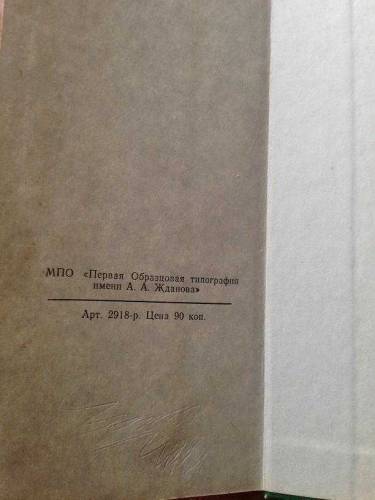 МПО «Первая Образцовая типография
имени А. А. Жданова»
Арт. 2918-р. Цена 90 коп.